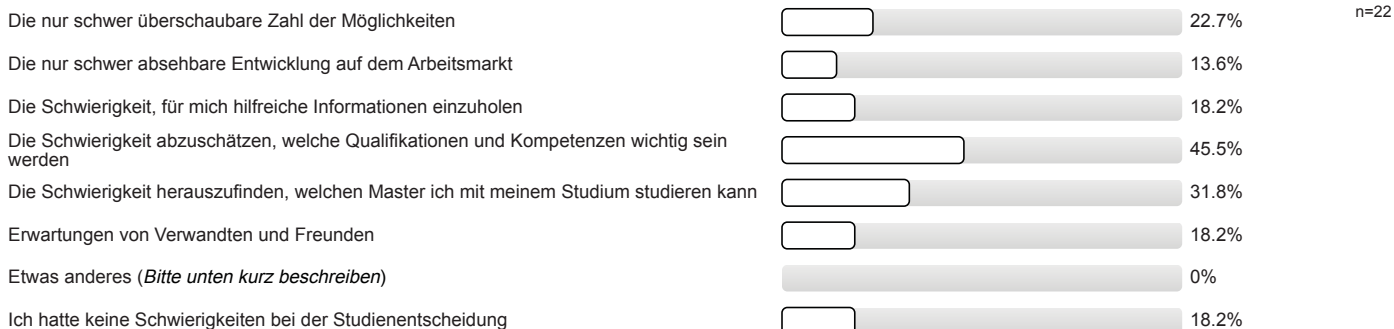 Die nur schwer überschaubare Zahl der Möglichkeiten 22.7% n=22
Die nur schwer absehbare Entwicklung auf dem Arbeitsmarkt 13.6%
Die Schwierigkeit, für mich hilfreiche Informationen einzuholen 18.2%
Die Schwierigkeit abzuschätzen, welche Qualifikationen und Kompetenzen wichtig sein
werden 45.5%
Die Schwierigkeit herauszufinden, welchen Master ich mit meinem Studium studieren kann 31.8%
Erwartungen von Verwandten und Freunden 18.2%
Etwas anderes (Bitte unten kurz beschreiben) 0%
Ich hatte keine Schwierigkeiten bei der Studienentscheidung 18.2%